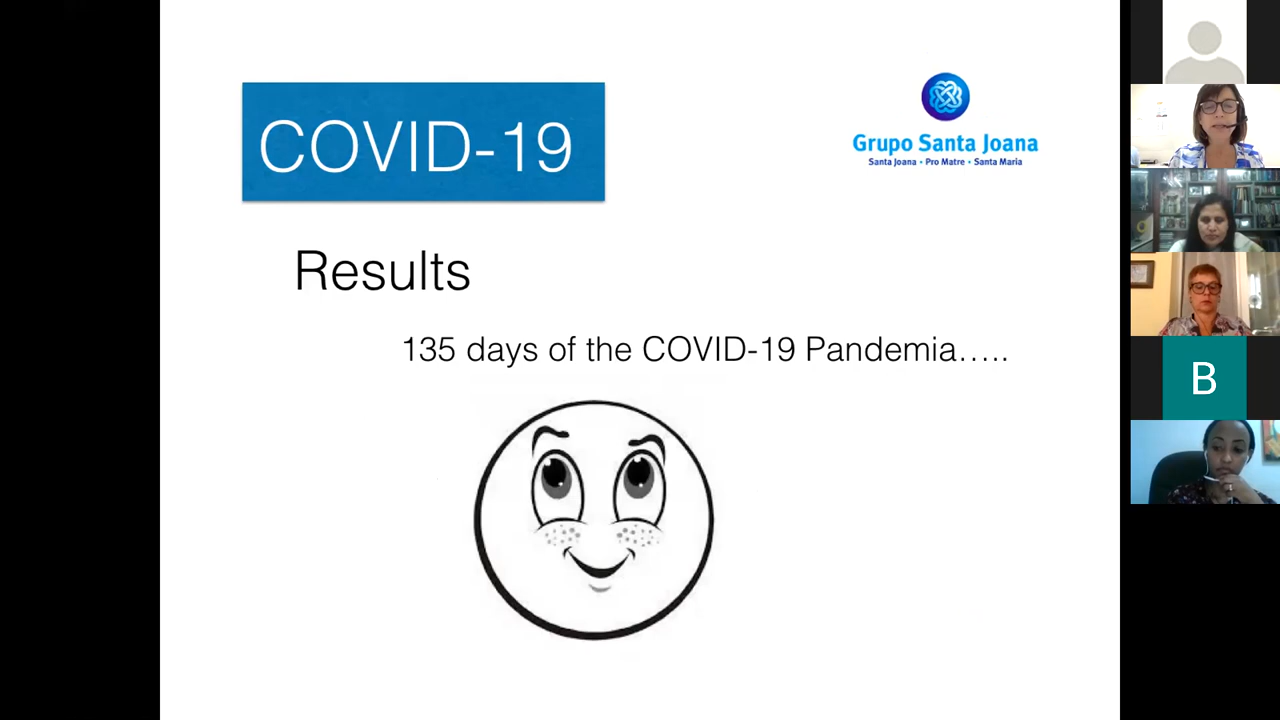 COVID-19
Grupo Santa Joana
Santa Joana • Pro Matre • Santa Maria
Results
135 days of the COVID-19 Pandemia.....
B